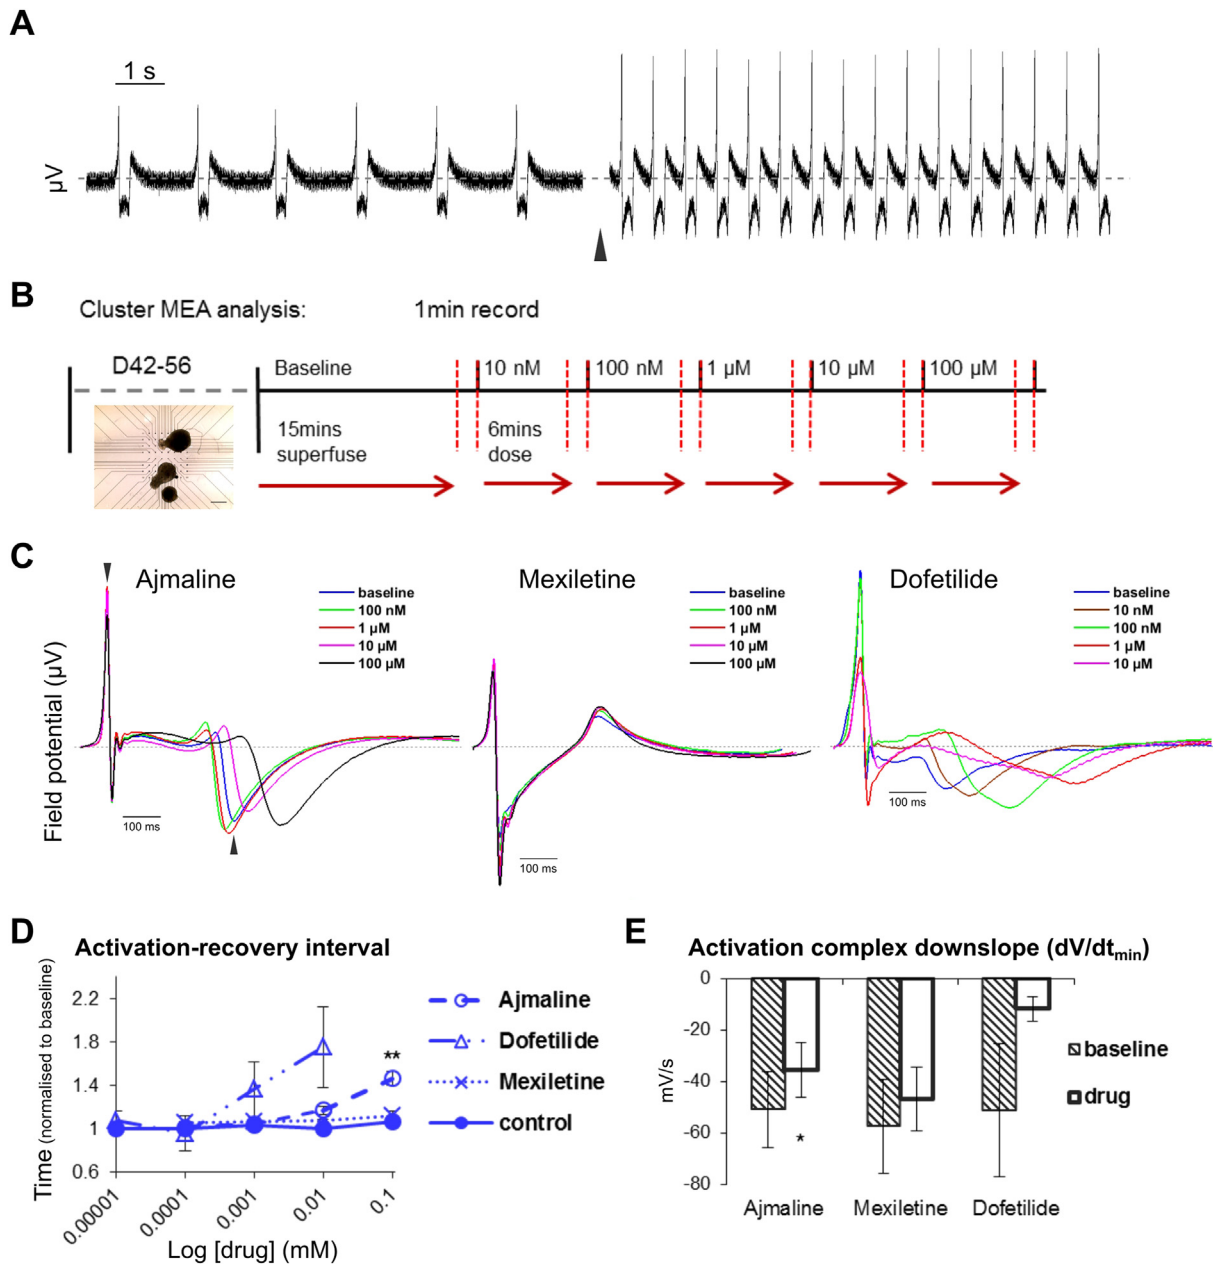 A
1 s
µV
B
Cluster MEA analysis: 1min record
D42-56
Baseline
10 nM
100 nM
1 µM
10 µM
100 µM
15mins
superfuse
6mins
dose
C
Field potential (µV)
Ajmaline
baseline
100 nM
1 µM
10 µM
100 µM
100 ms
Mexiletine
baseline
100 nM
1 µM
10 µM
100 µM
100 ms
Dofetilide
baseline
10 nM
100 nM
1 µM
10 µM
100 ms
D
Activation-recovery interval
Time (normalised to baseline)
2.2
1.8
1.4
1
0.6
**
0.00001
0.0001
0.001
0.01
0.1
Log [drug] (mM)
Ajmaline
Dofetilide
Mexiletine
control
E
Activation complex downslope (dV/dtmin)
mV/s
0
-20
-40
-60
-80
*
Ajmaline
Mexiletine
Dofetilide
baseline
drug